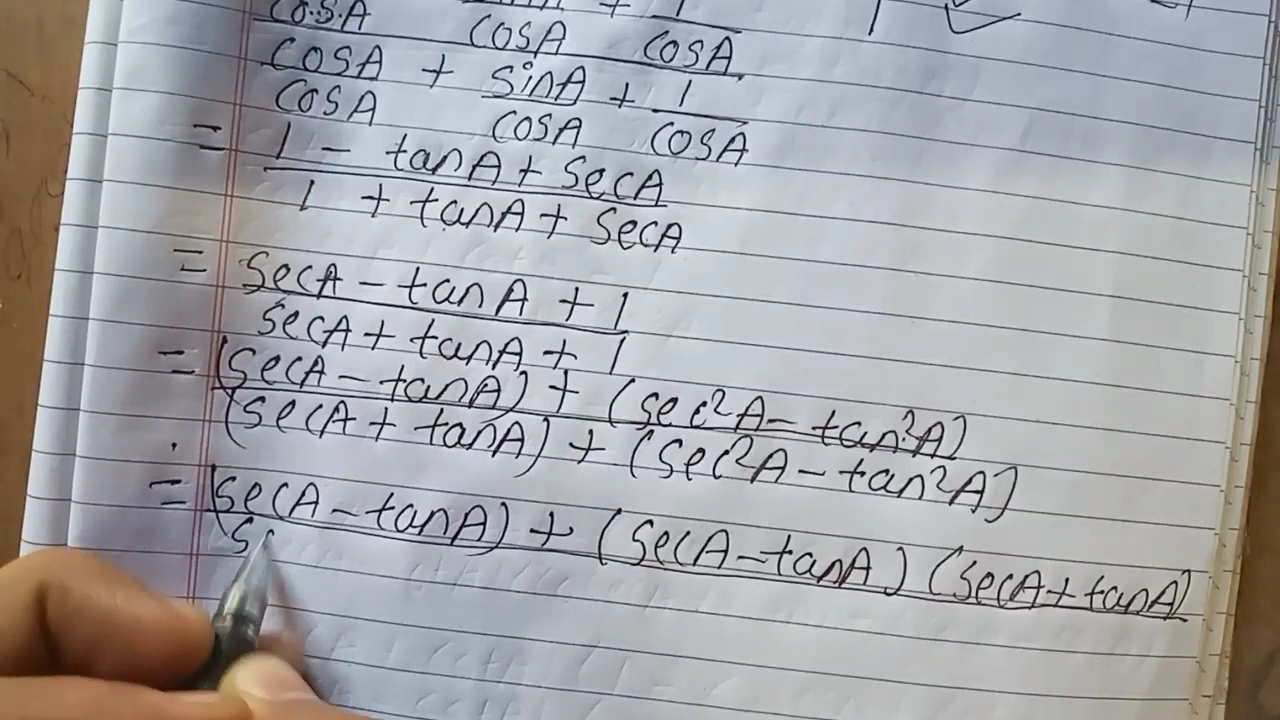 COSA COSA COSA
COSA + sinA + 1
COSA COSA COSA
= 1 - tanA + SecA
1 + tanA + SecA
= SecA - tanA + 1
SecA + tanA + 1
= (SecA - tanA) + (sec²A - tan²A)
(SecA + tanA) + (sec²A - tan²A)
= (SecA - tanA) + (SecA - tanA) (SecA + tanA)
(Se